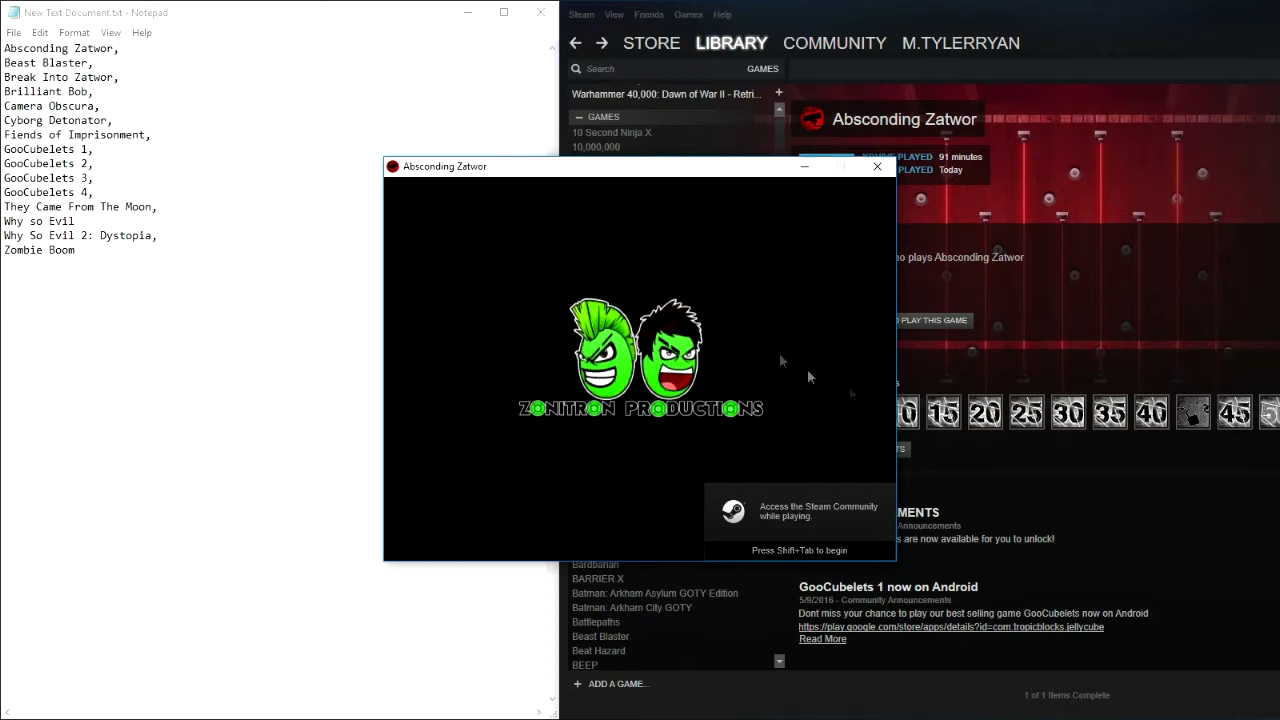 New Text Document.txt - Notepad
File Edit Format View Help
Absconding Zatwor,
Beast Blaster,
Break Into Zatwor,
Brilliant Bob,
Camera Obscura,
Cyborg Detonator,
Fiends of Imprisonment,
GooCubelets 1,
GooCubelets 2,
GooCubelets 3,
GooCubelets 4,
They Came From The Moon,
Why so Evil
Why So Evil 2: Dystopia,
Zombie Boom
Steam View Friends Games Help
STORE LIBRARY COMMUNITY M.TYLERRYAN
Search GAMES
Warhammer 40,000: Dawn of War II - Retri... +
GAMES
10 Second Ninja X
10,000,000
Absconding Zatwor
PLAYED 91 minutes
PLAYED Today
Absconding Zatwor
ZONITRON PRODUCTIONS
Access the Steam Community
while playing.
Press Shift+Tab to begin
plays Absconding Zatwor
PLAY THIS GAME
15 20 25 30 35 40 45
Announcements
are now available for you to unlock!
GooCubelets 1 now on Android
5/9/2016 - Community Announcements
Dont miss your chance to play our best selling game GooCubelets now on Android
https://play.google.com/store/apps/details?id=com.tropicblocks.jellycube
Read More
Bardbarian
BARRIER X
Batman: Arkham Asylum GOTY Edition
Batman: Arkham City GOTY
Battlepaths
Beast Blaster
Beat Hazard
BEEP
+ ADD A GAME...
1 of 1 Items Complete